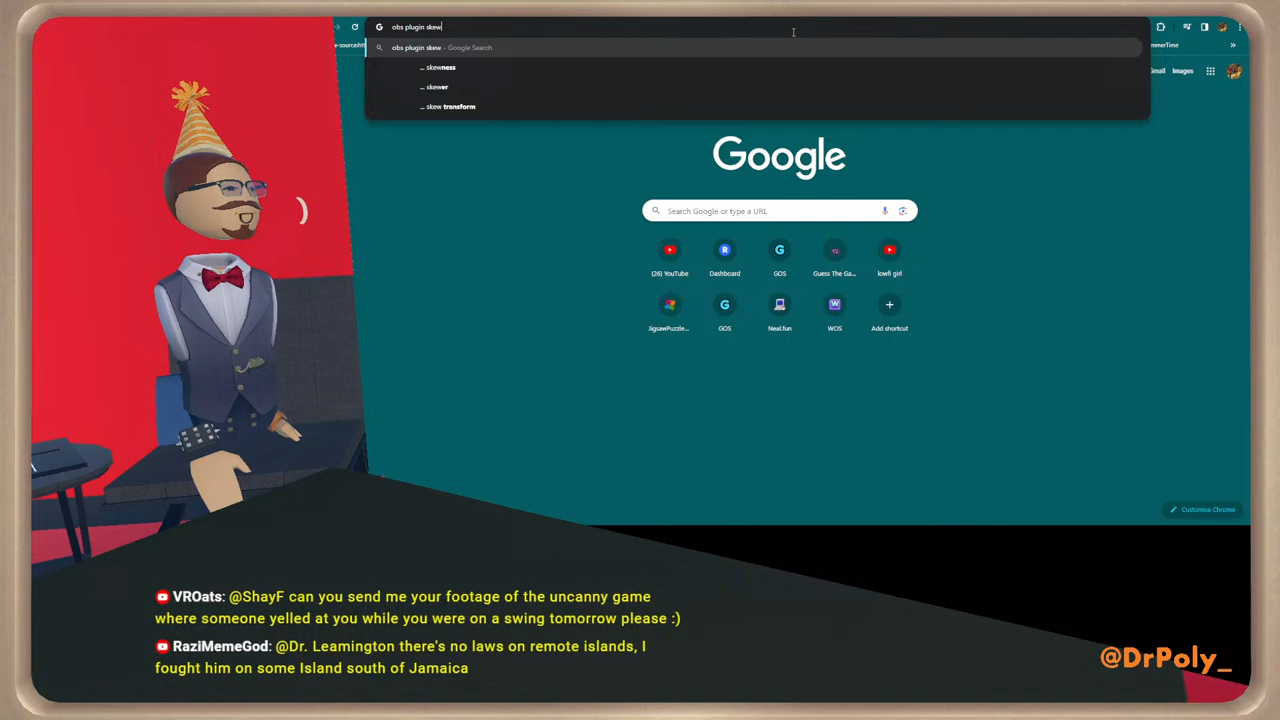 obs plugin skew
e-source:htt
obs plugin skew - Google Search
mmerTime
... skewness
... skewer
... skew transform
Gmail Images
Google
Search Google or type a URL
(26) YouTube Dashboard GOS Guess The Ga... lowfi girl
JigsawPuzzle... GOS Neal.fun WOS Add shortcut
Customise Chrome
VROats: @ShayF can you send me your footage of the uncanny game
where someone yelled at you while you were on a swing tomorrow please :)
RaziMemeGod: @Dr. Leamington there's no laws on remote islands, I
fought him on some Island south of Jamaica
@DrPoly_